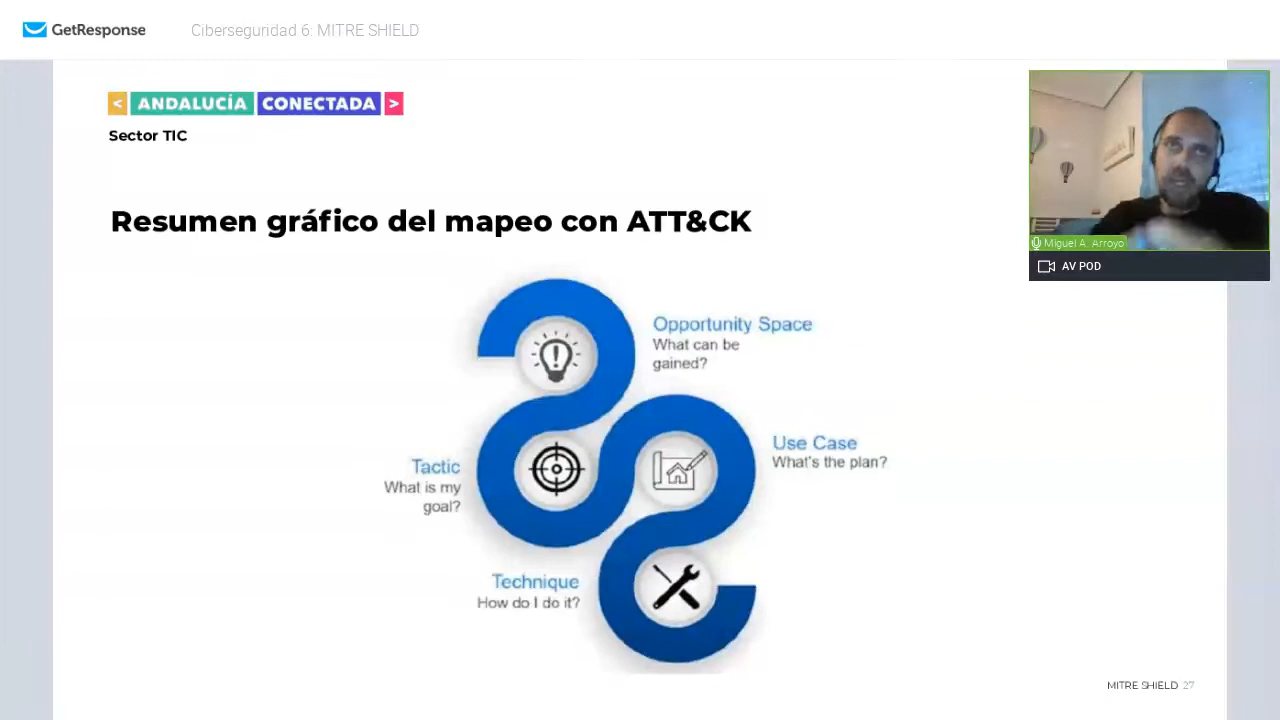 GetResponse
Ciberseguridad 6: MITRE SHIELD
< ANDALUCÍA CONECTADA >
Sector TIC
Miguel A. Arroyo
AV POD
Resumen gráfico del mapeo con ATT&CK
Opportunity Space
What can be
gained?
Use Case
What's the plan?
Tactic
What is my
goal?
Technique
How do I do it?
MITRE SHIELD 27